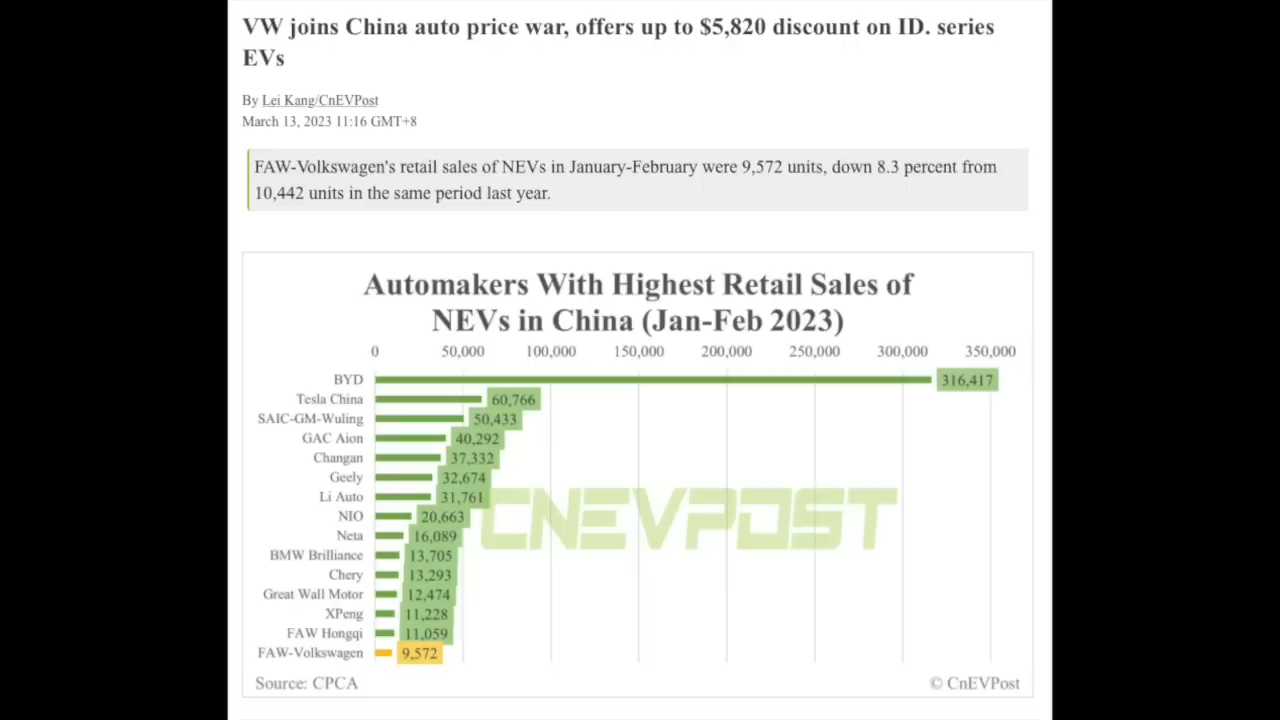 VW joins China auto price war, offers up to $5,820 discount on ID. series
EVs
By Lei Kang/CnEVPost
March 13, 2023 11:16 GMT+8
FAW-Volkswagen's retail sales of NEVs in January-February were 9,572 units, down 8.3 percent from
10,442 units in the same period last year.
Automakers With Highest Retail Sales of
NEVs in China (Jan-Feb 2023)
0 50,000 100,000 150,000 200,000 250,000 300,000 350,000
BYD 316,417
Tesla China 60,766
SAIC-GM-Wuling 50,433
GAC Aion 40,292
Changan 37,332
Geely 32,674
Li Auto 31,761
NIO 20,663
Neta 16,089
BMW Brilliance 13,705
Chery 13,293
Great Wall Motor 12,474
XPeng 11,228
FAW Hongqi 11,059
FAW-Volkswagen 9,572
CNEVPOST
Source: CPCA © CnEVPost